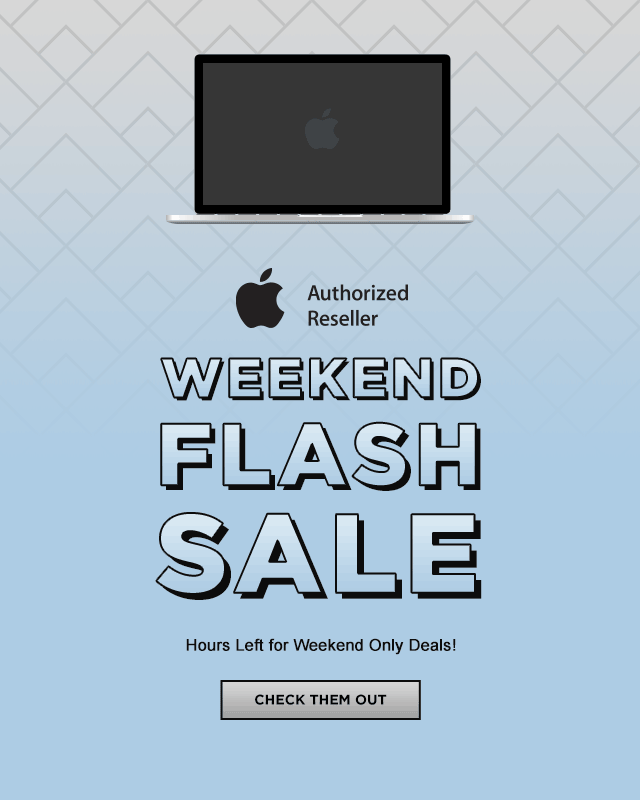 Authorized
Reseller
WEEKEND
FLASH
SALE
Hours Left for Weekend Only Deals!
CHECK THEM OUT